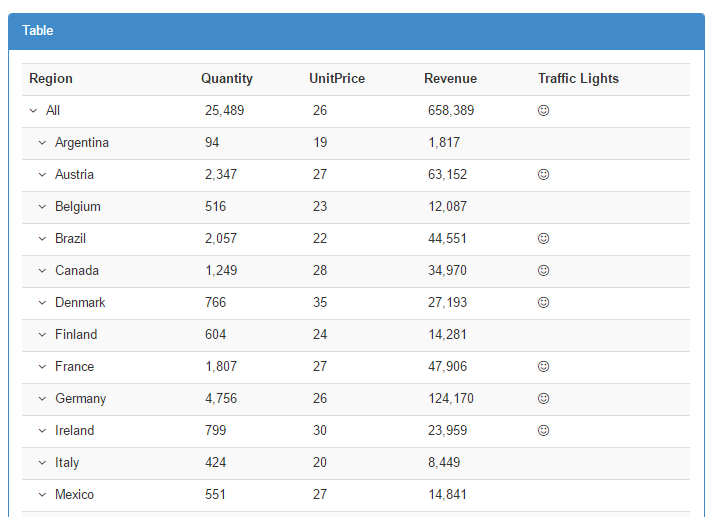 Table
Region Quantity UnitPrice Revenue Traffic Lights
All 25,489 26 658,389
Argentina 94 19 1,817
Austria 2,347 27 63,152
Belgium 516 23 12,087
Brazil 2,057 22 44,551
Canada 1,249 28 34,970
Denmark 766 35 27,193
Finland 604 24 14,281
France 1,807 27 47,906
Germany 4,756 26 124,170
Ireland 799 30 23,959
Italy 424 20 8,449
Mexico 551 27 14,841